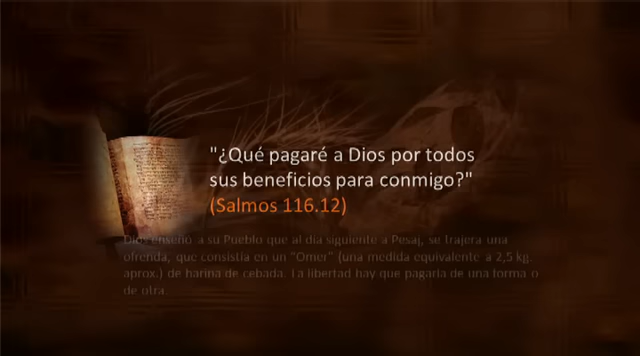 "¿Qué pagaré a Dios por todos
sus beneficios para conmigo?"
(Salmos 116.12)
Dios enseñó a su Pueblo que al día siguiente a Pesaj, se trajera una
ofrenda, que consistía en un "Omer" (una medida equivalente a 2,5 kg.
aprox.) de harina de cebada. La libertad hay que pagarla de una forma o
de otra.